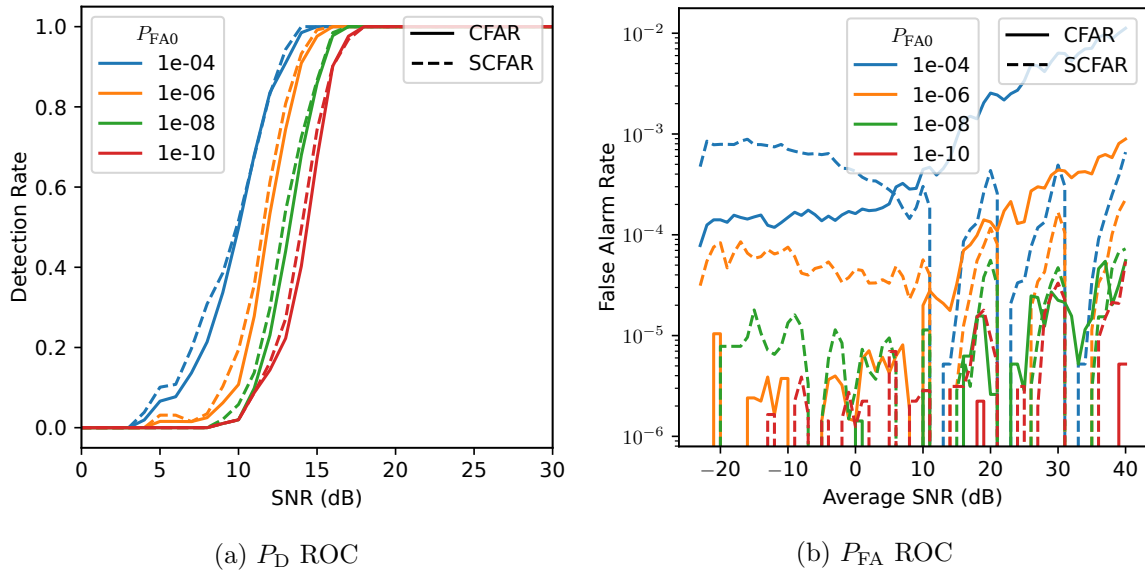 1.0
0.8
0.6
0.4
0.2
0.0
Detection Rate
0 5 10 15 20 25 30
SNR (dB)
P_FA0
1e-04
1e-06
1e-08
1e-10
CFAR
SCFAR
(a) P_D ROC
10^{-2}
10^{-3}
10^{-4}
10^{-5}
10^{-6}
False Alarm Rate
−20 −10 0 10 20 30 40
Average SNR (dB)
P_FA0
1e-04
1e-06
1e-08
1e-10
CFAR
SCFAR
(b) P_FA ROC